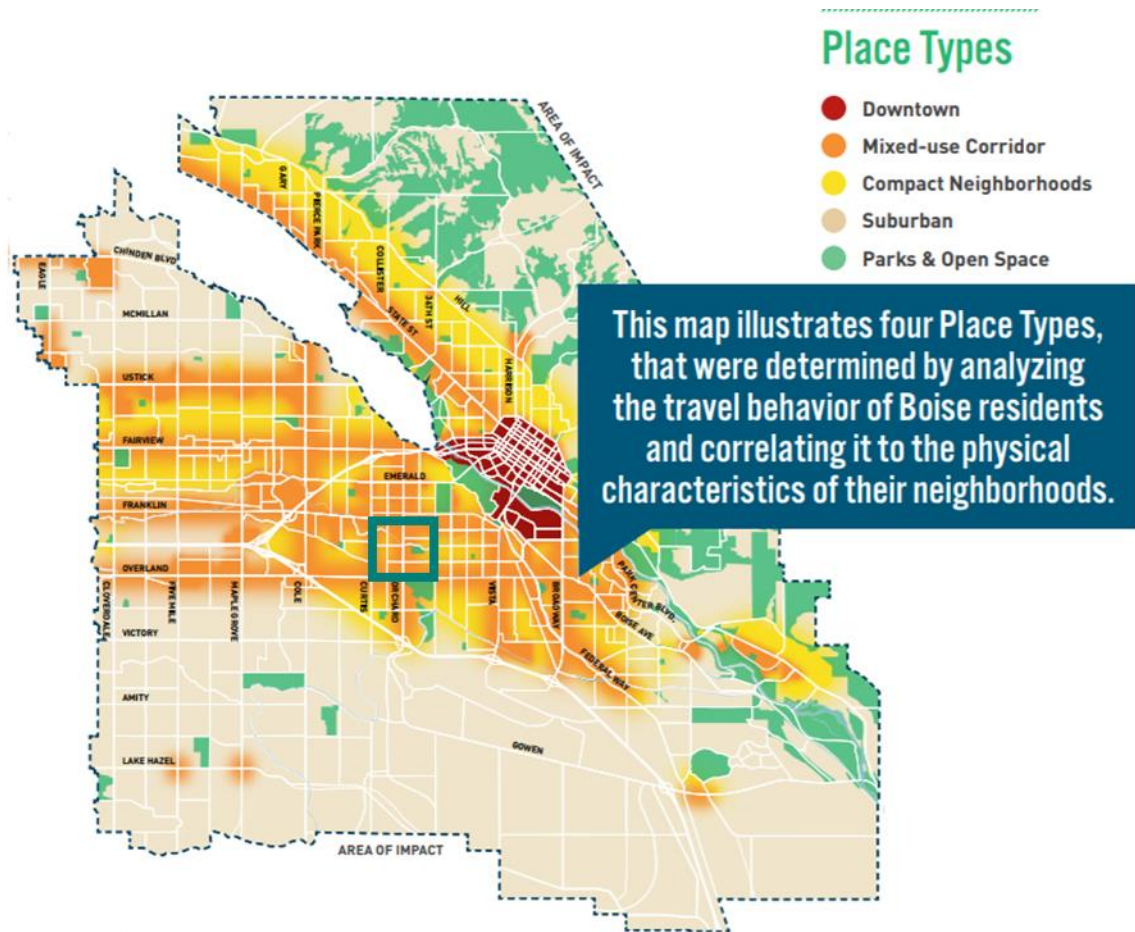 Place Types
Downtown
Mixed-use Corridor
Compact Neighborhoods
Suburban
Parks & Open Space
This map illustrates four Place Types,
that were determined by analyzing
the travel behavior of Boise residents
and correlating it to the physical
characteristics of their neighborhoods.
AREA OF IMPACT
GARY
PIERCE PARK
COLLISTER
36TH ST
HILL
STATE ST
HARRISON
CHINDEN BLVD
EAGLE
MCMILLAN
USTICK
FAIRVIEW
EMERALD
FRANKLIN
OVERLAND
CLOVERDALE
FIVE MILE
MAPLE GROVE
COLE
CURTIS
ORCHARD
VISTA
BROADWAY
PARK CENTER BLVD.
BOISE AVE
FEDERAL WAY
VICTORY
AMITY
GOWEN
LAKE HAZEL
AREA OF IMPACT